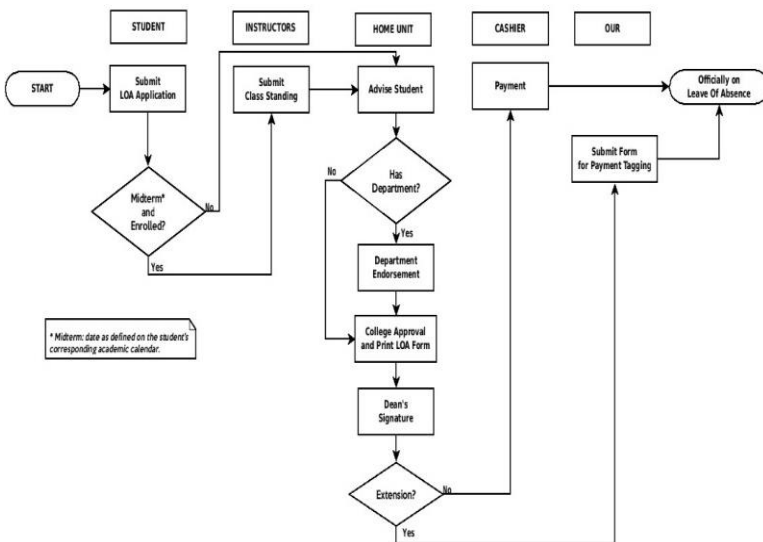 STUDENT
INSTRUCTORS
HOME UNIT
CASHIER
OUR
START
Submit
LOA Application
Submit
Class Standing
Advise Student
Payment
Officially on
Leave Of Absence
Submit Form
for Payment Tagging
Midterm*
and
Enrolled?
No
Yes
Has
Department?
No
Yes
Department
Endorsement
College Approval
and Print LOA Form
* Midterm: date as defined on the student's
corresponding academic calendar.
Dean's
Signature
Extension?
No
Yes